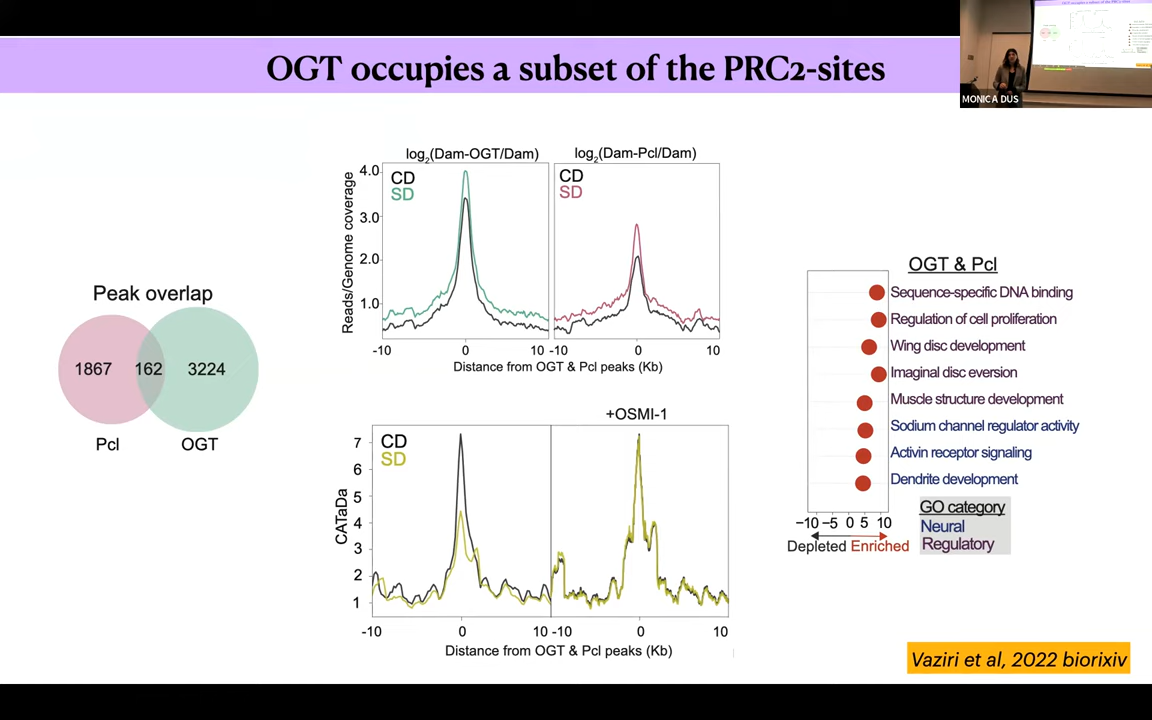 OGT occupies a subset of the PRC2-sites
MONICA DUS
Peak overlap
1867
162
3224
Pcl
OGT
log2(Dam-OGT/Dam)
log2(Dam-Pcl/Dam)
CD
SD
CD
SD
Reads/Genome coverage
4.0
3.0
2.0
1.0
-10
0
10
-10
0
10
Distance from OGT & Pcl peaks (Kb)
+OSMI-1
CD
SD
CATaDa
7
6
5
4
3
2
1
-10
0
10
-10
0
10
Distance from OGT & Pcl peaks (Kb)
OGT & Pcl
Sequence-specific DNA binding
Regulation of cell proliferation
Wing disc development
Imaginal disc eversion
Muscle structure development
Sodium channel regulator activity
Activin receptor signaling
Dendrite development
−10 −5 0 5 10
Depleted Enriched
GO category
Neural
Regulatory
Vaziri et al, 2022 biorixiv